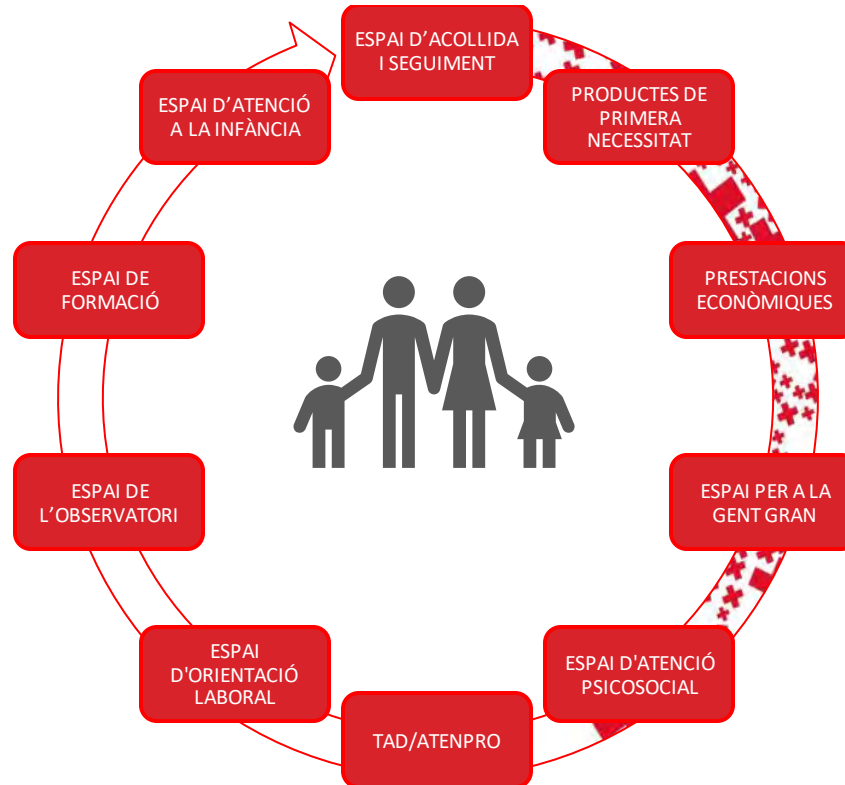 ESPAI D’ACOLLIDA
I SEGUIMENT
PRODUCTES DE
PRIMERA
NECESSITAT
PRESTACIONS
ECONÒMIQUES
ESPAI PER A LA
GENT GRAN
ESPAI D'ATENCIÓ
PSICOSOCIAL
TAD/ATENPRO
ESPAI
D'ORIENTACIÓ
LABORAL
ESPAI DE
L’OBSERVATORI
ESPAI DE
FORMACIÓ
ESPAI D’ATENCIÓ
A LA INFÀNCIA